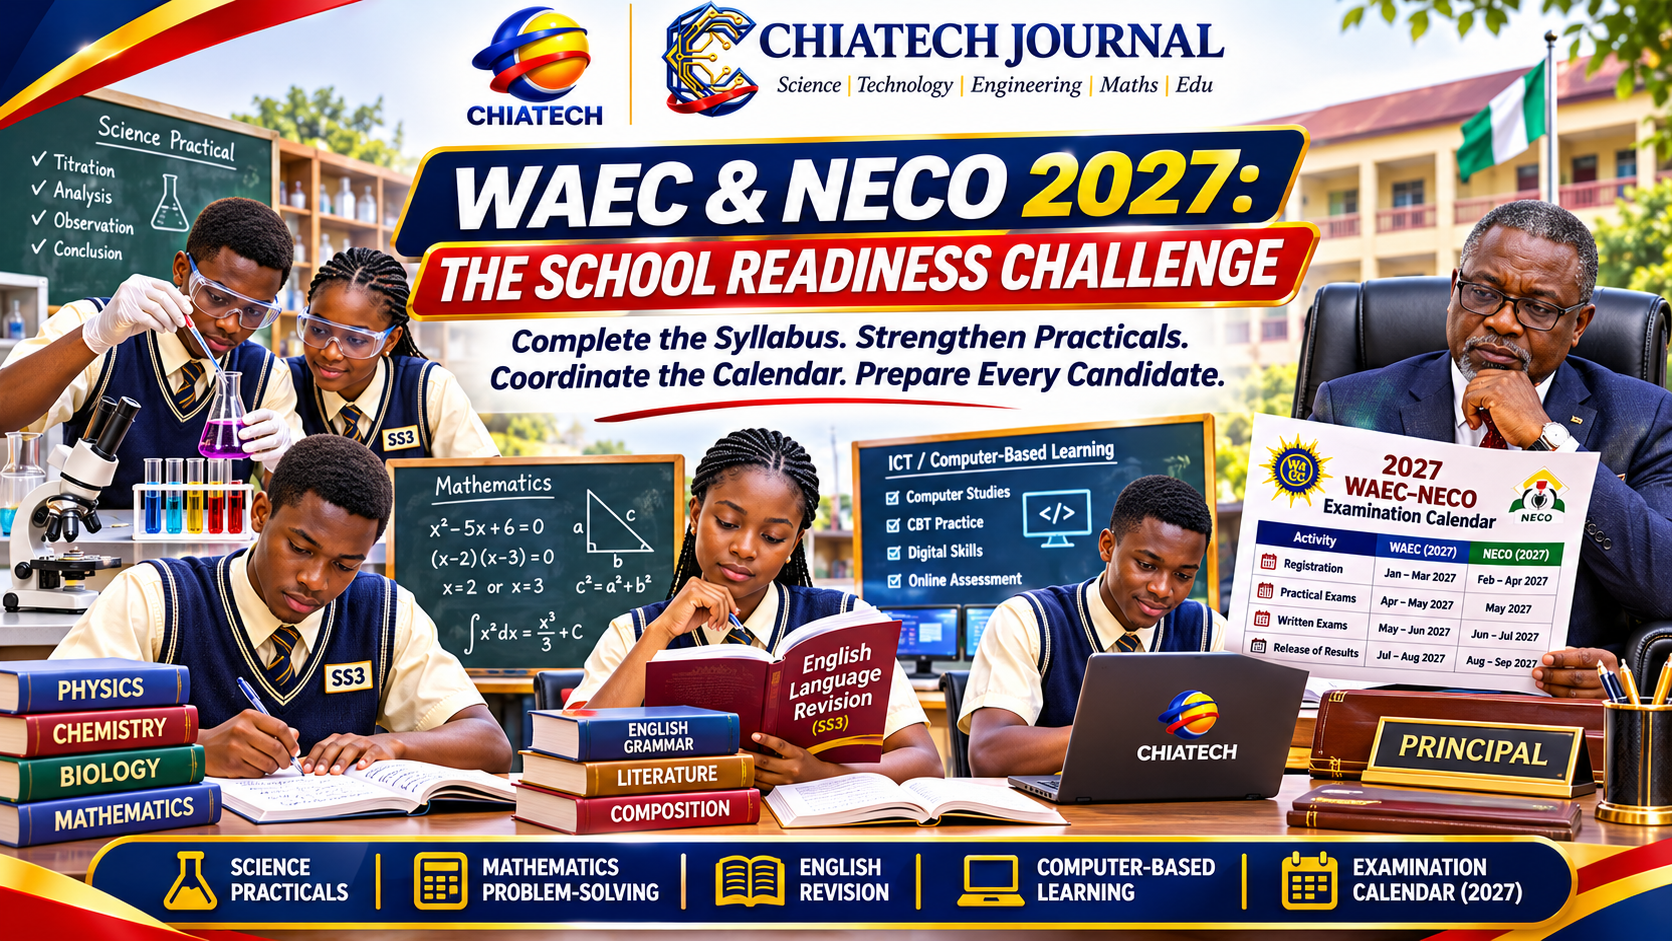 CHIATECH
CHIATECH JOURNAL
Science | Technology | Engineering | Maths | Edu
WAEC & NECO 2027:
THE SCHOOL READINESS CHALLENGE
Complete the Syllabus. Strengthen Practicals.
Coordinate the Calendar. Prepare Every Candidate.
Science Practical
✓ Titration
✓ Analysis
✓ Observation
✓ Conclusion
SS3
Mathematics
x² – 5x + 6 = 0
(x – 2)(x – 3) = 0
x = 2 or x = 3
∫x²dx = x³/3 + C
a
c
b
c² = a² + b²
ICT / Computer-Based Learning
☑ Computer Studies
☑ CBT Practice
☑ Digital Skills
☑ Online Assessment
</>
2027
WAEC–NECO
Examination Calendar
NECO
Activity WAEC (2027) NECO (2027)
Registration Jan – Mar 2027 Feb – Apr 2027
Practical Exams Apr – May 2027 May 2027
Written Exams May – Jun 2027 Jun – Jul 2027
Release of Results Jul – Aug 2027 Aug – Sep 2027
SS3
English
Language
Revision
(SS3)
PHYSICS
CHEMISTRY
BIOLOGY
MATHEMATICS
ENGLISH
GRAMMAR
LITERATURE
COMPOSITION
CHIATECH
PRINCIPAL
SCIENCE
PRACTICALS
MATHEMATICS
PROBLEM-SOLVING
ENGLISH
REVISION
COMPUTER-BASED
LEARNING
EXAMINATION
CALENDAR (2027)